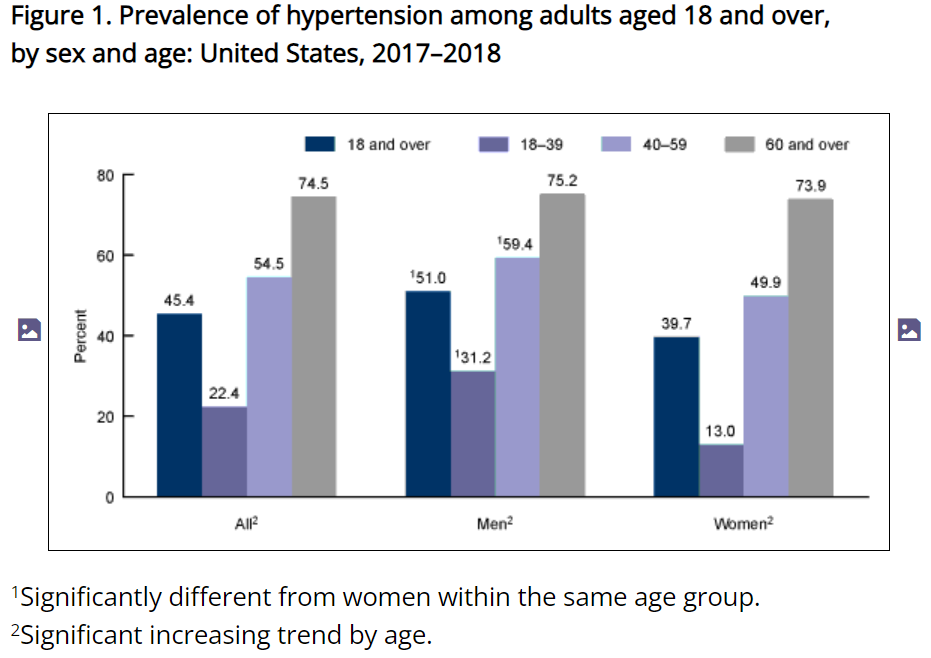 Figure 1. Prevalence of hypertension among adults aged 18 and over,
by sex and age: United States, 2017–2018
18 and over 18–39 40–59 60 and over
Percent
80
60
40
20
0
45.4
22.4
54.5
74.5
¹51.0
¹31.2
¹59.4
75.2
39.7
13.0
49.9
73.9
All² Men² Women²
¹Significantly different from women within the same age group.
²Significant increasing trend by age.